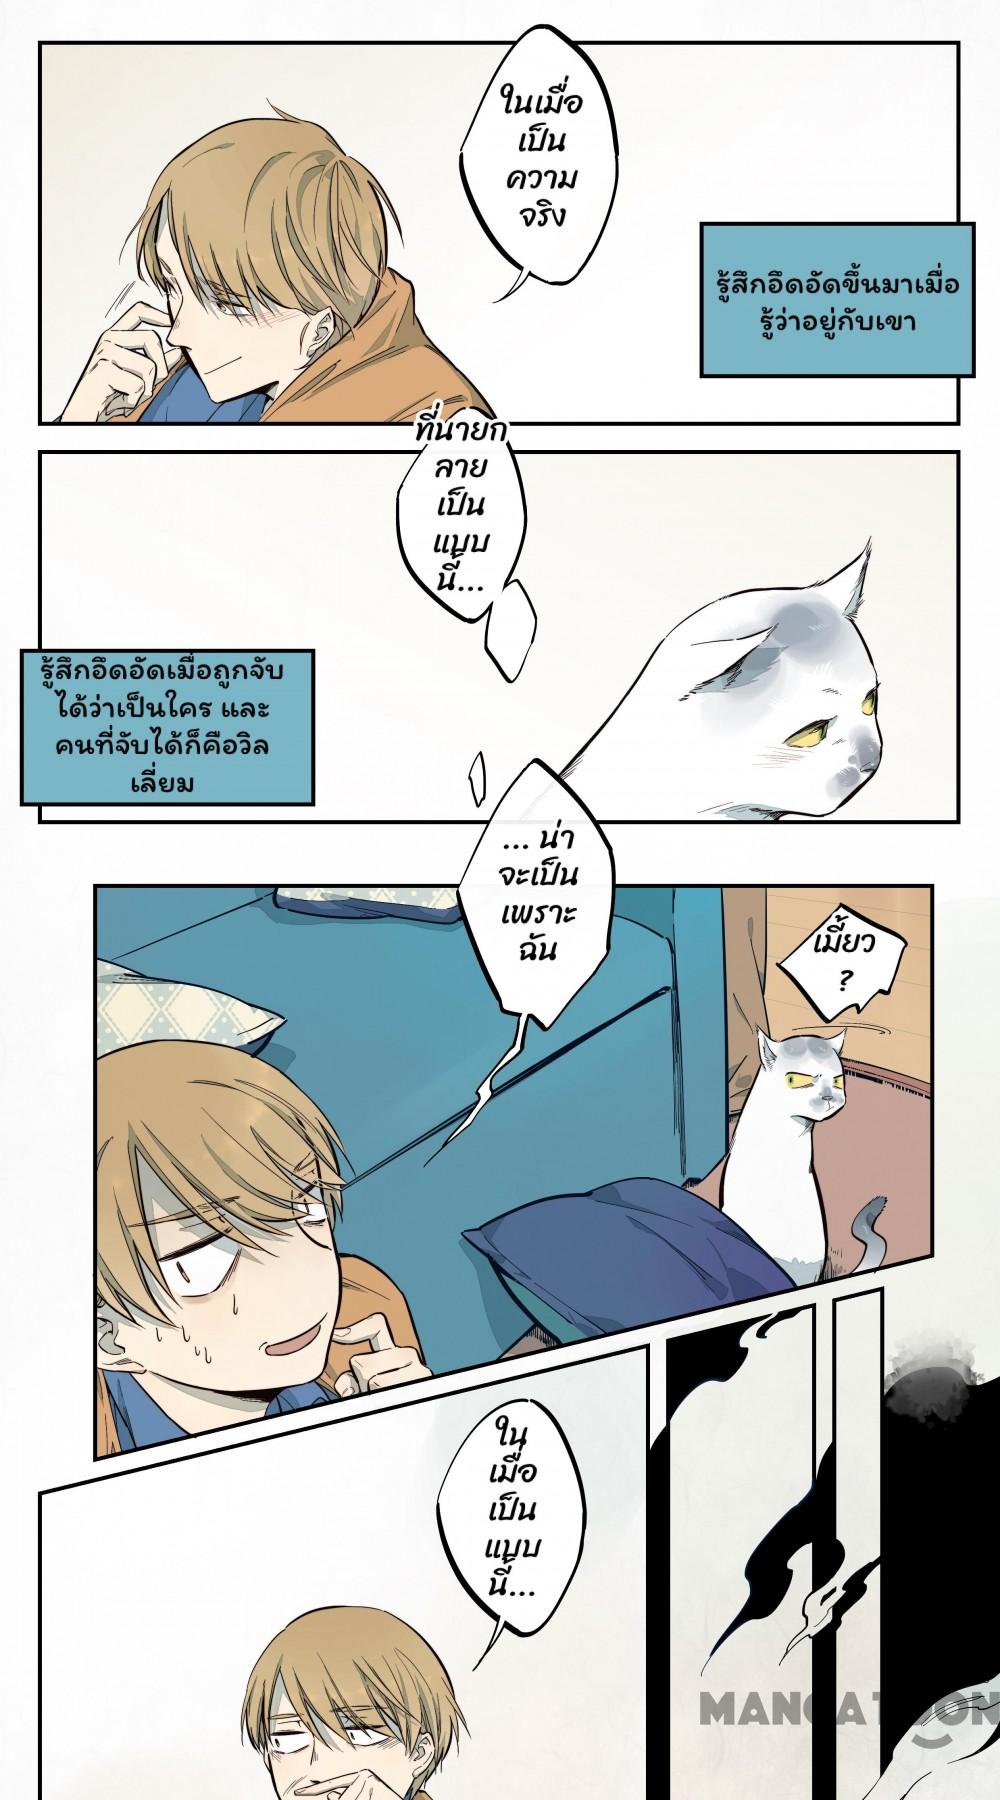 ในเมื่อ
เป็น
ความ
จริง
รู้สึกอึดอัดขึ้นมาเมื่อ
รู้ว่าอยู่กับเขา
ที่นายก
ลาย
เป็น
แบบ
นี้...
รู้สึกอึดอัดเมื่อถูกจับ
ได้ว่าเป็นใคร และ
คนที่จับได้ก็คือวิล
เลี่ยม
... น่า
จะเป็น
เพราะ
ฉัน
เมี้ยว
?
ใน
เมื่อ
เป็น
แบบ
นี้...
MANGATOON